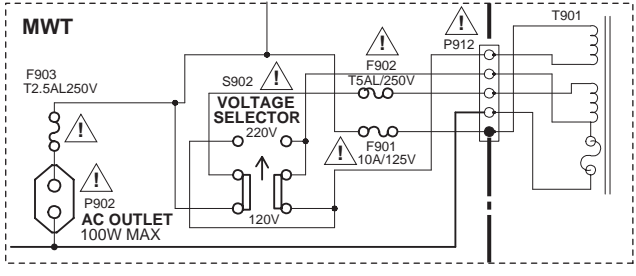 MWT
T901
P912
F903
T2.5AL250V
S902
F902
T5AL/250V
VOLTAGE
SELECTOR
220V
F901
10A/125V
P902
AC OUTLET
100W MAX
120V
!
!
!
!
!
!